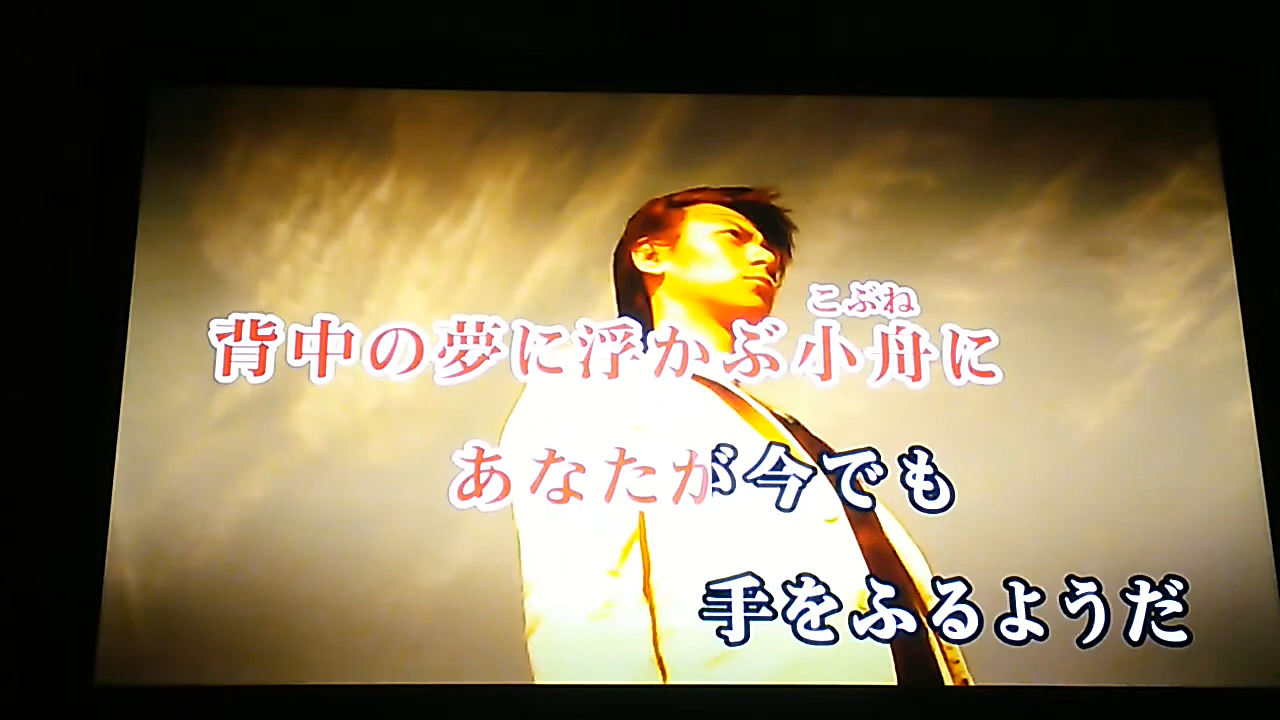 こぶね
背中の夢に浮かぶ小舟に
あなたが今でも
手をふるようだ